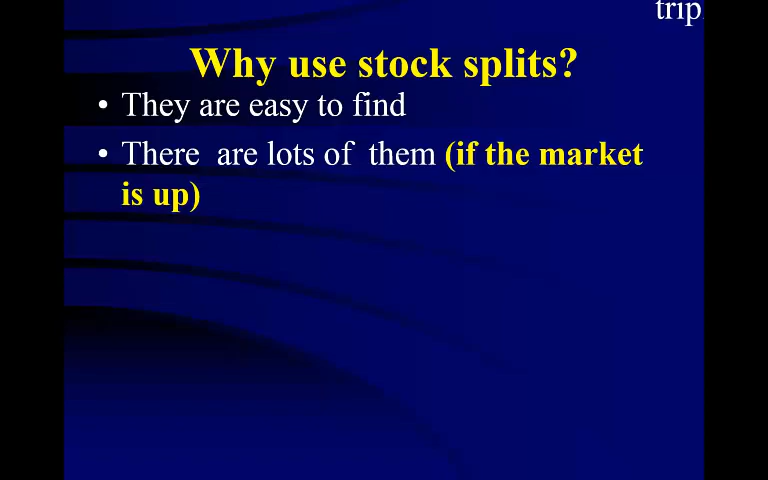 trip
Why use stock splits?
• They are easy to find
• There are lots of them (if the market
is up)